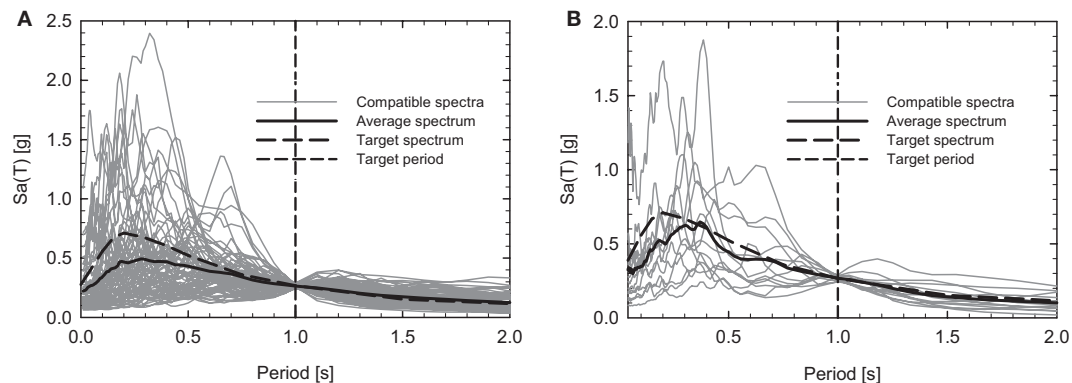 A
Sa(T) [g]
2.5
2.0
1.5
1.0
0.5
0.0
Compatible spectra
Average spectrum
Target spectrum
Target period
0.0 0.5 1.0 1.5 2.0
Period [s]
B
Sa(T) [g]
2.0
1.5
1.0
0.5
0.0
Compatible spectra
Average spectrum
Target spectrum
Target period
0.5 1.0 1.5 2.0
Period [s]